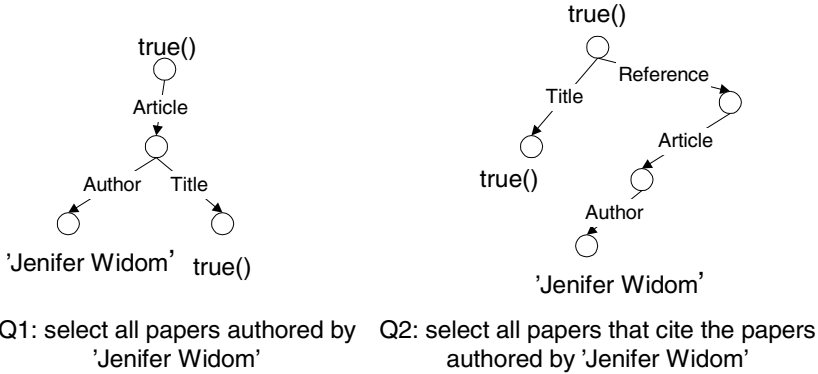 true()
Article
Author
Title
'Jenifer Widom'
true()
Q1: select all papers authored by
'Jenifer Widom'
true()
Title
Reference
true()
Article
Author
'Jenifer Widom'
Q2: select all papers that cite the papers
authored by 'Jenifer Widom'